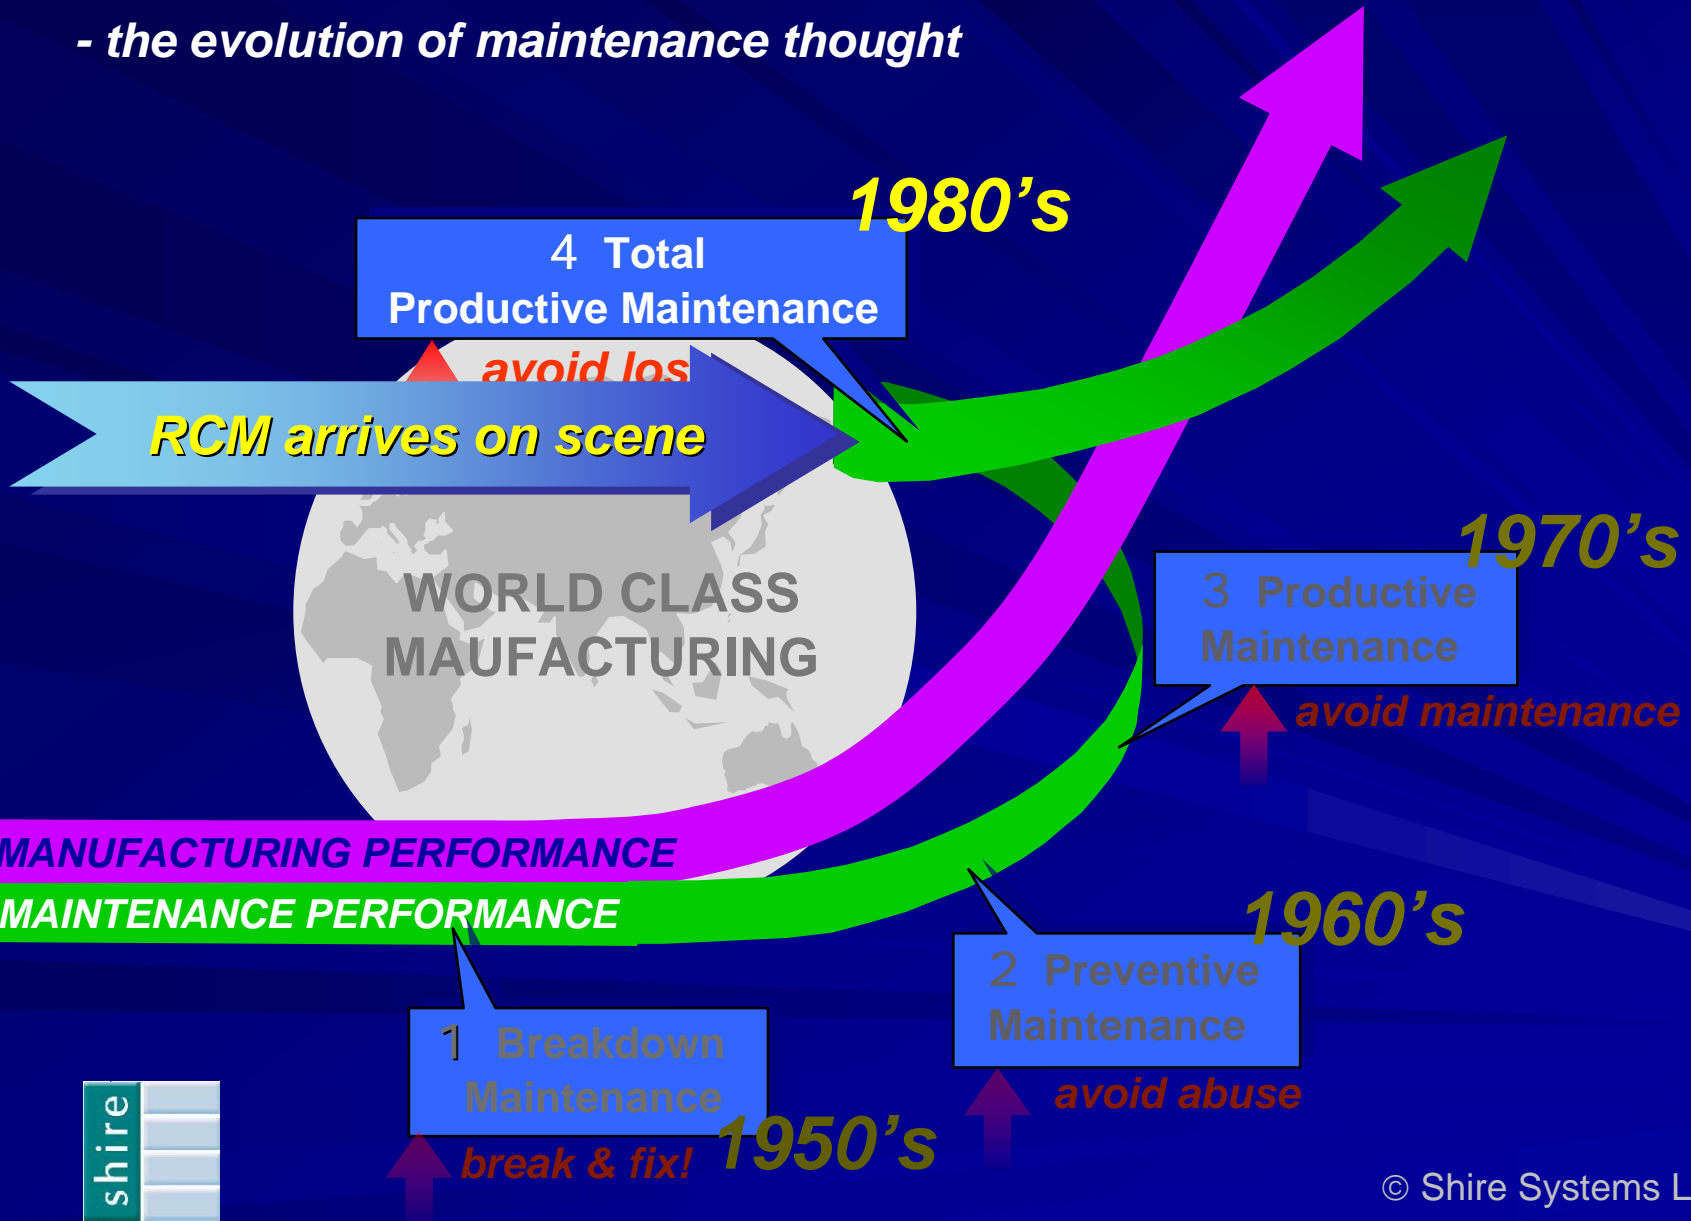 - the evolution of maintenance thought
1980’s
4 Total
Productive Maintenance
avoid los
RCM arrives on scene
WORLD CLASS
MAUFACTURING
1970’s
3 Productive
Maintenance
avoid maintenance
MANUFACTURING PERFORMANCE
MAINTENANCE PERFORMANCE
1960’s
2 Preventive
Maintenance
avoid abuse
1 Breakdown
Maintenance
1950’s
break & fix!
shire
© Shire Systems L